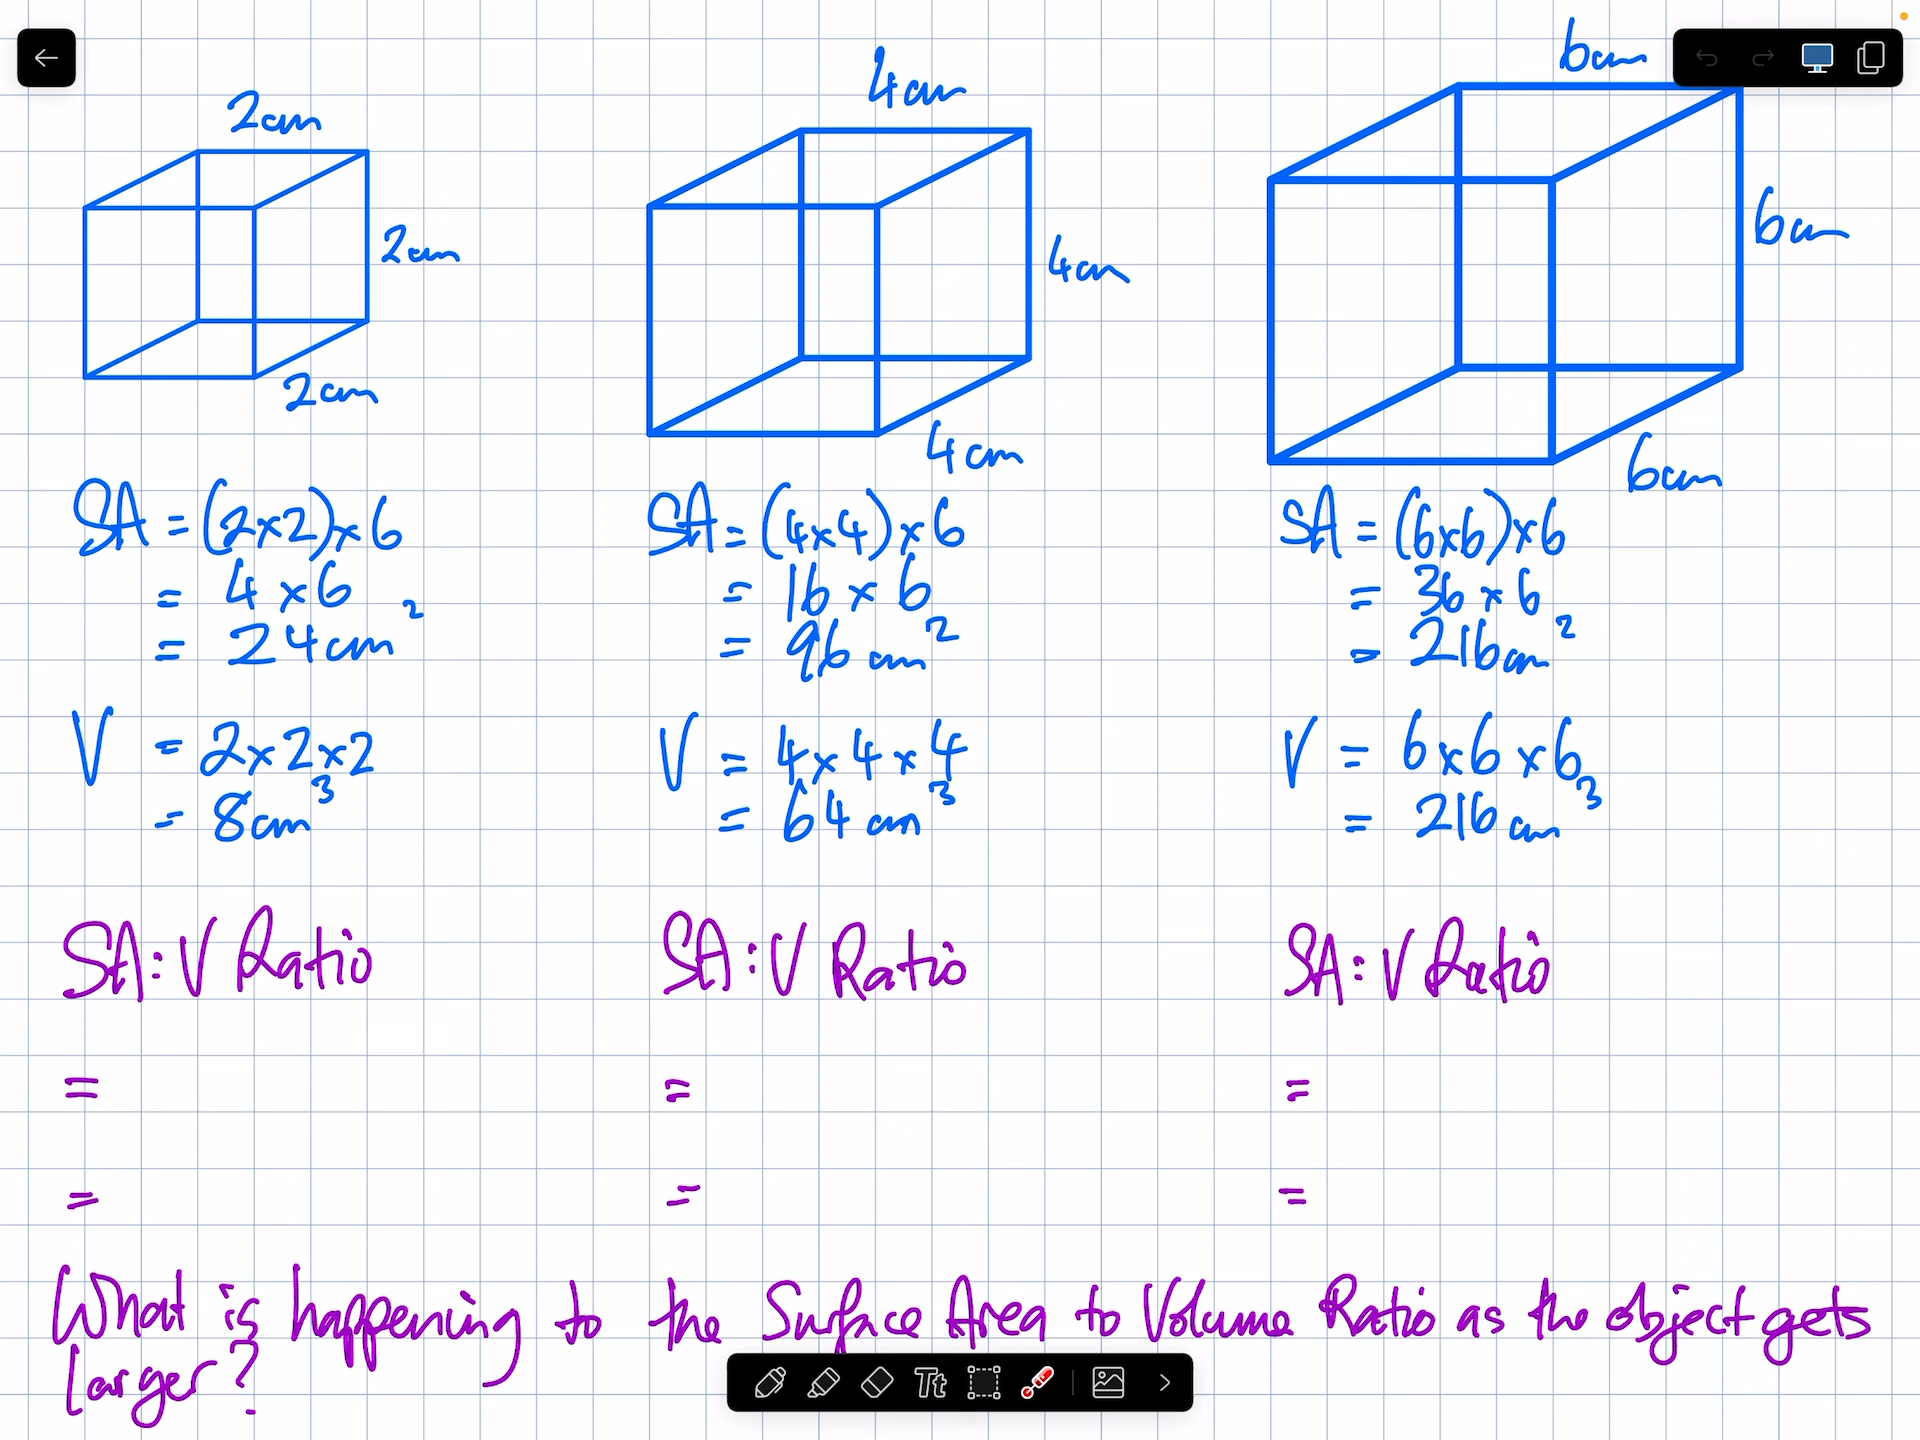 2cm
2cm
2cm
SA = (2×2)×6
= 4 ×6
= 24cm²
V = 2×2×2
= 8cm³
SA:V Ratio
=
=
4cm
4cm
4cm
SA = (4×4)×6
= 16 × 6
= 96 cm²
V = 4×4×4
= 64 cm³
SA:V Ratio
=
=
6cm
6cm
6cm
SA = (6×6)×6
= 36×6
= 216cm²
V = 6×6×6
= 216 cm³
SA:V Ratio
=
=
What is happening to the Surface Area to Volume Ratio as the object gets
larger?
Tt